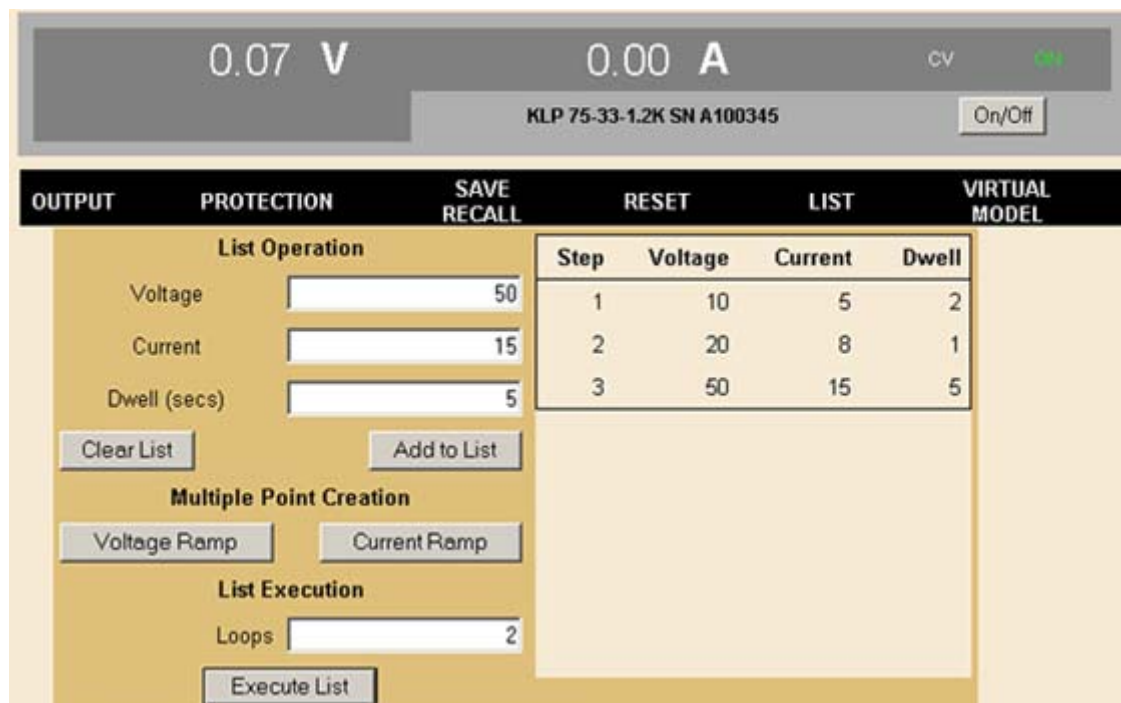 0.07 V 0.00 A CV ON
KLP 75-33-1.2K SN A100345 On/Off
OUTPUT PROTECTION SAVE RECALL RESET LIST VIRTUAL MODEL
List Operation
Voltage 50
Current 15
Dwell (secs) 5
Clear List Add to List
Multiple Point Creation
Voltage Ramp Current Ramp
List Execution
Loops 2
Execute List
Step Voltage Current Dwell
1 10 5 2
2 20 8 1
3 50 15 5